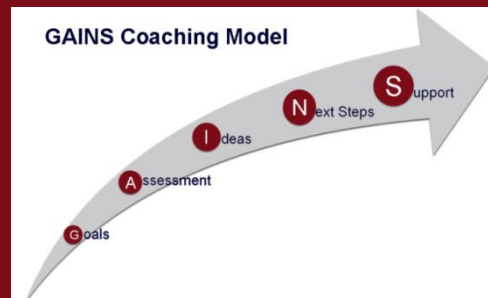 GAINS Coaching Model
Support
Next Steps
Ideas
Assessment
Goals